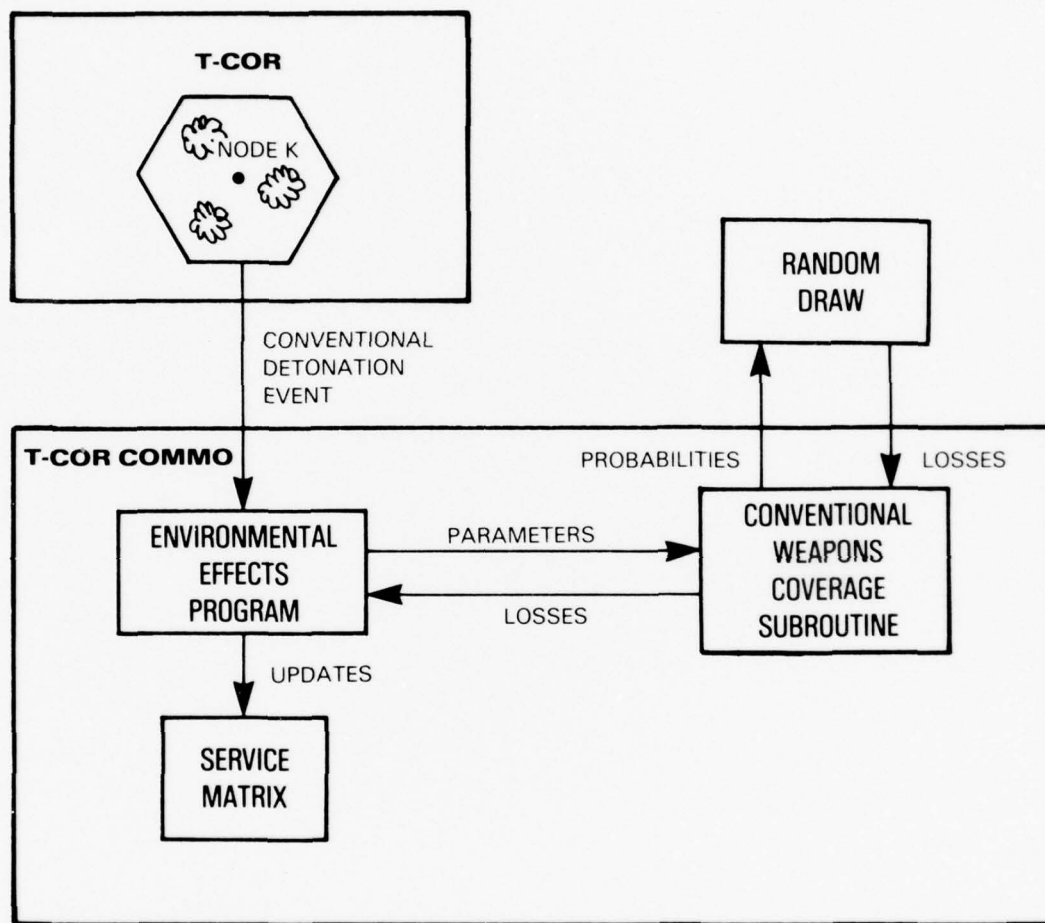 T-COR
NODE K
CONVENTIONAL
DETONATION
EVENT
RANDOM
DRAW
T-COR COMMO
PROBABILITIES
LOSSES
ENVIRONMENTAL
EFFECTS
PROGRAM
PARAMETERS
LOSSES
CONVENTIONAL
WEAPONS
COVERAGE
SUBROUTINE
UPDATES
SERVICE
MATRIX